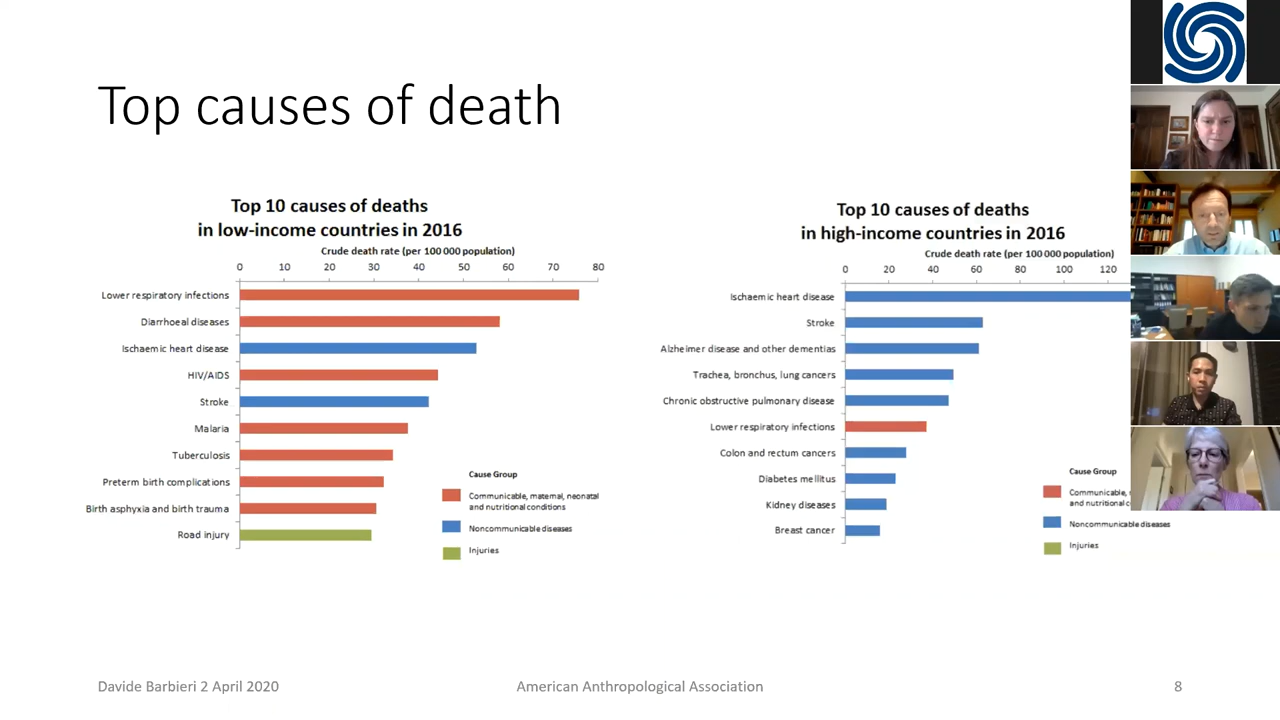 Top causes of death
Top 10 causes of deaths
in low-income countries in 2016
Crude death rate (per 100 000 population)
0 10 20 30 40 50 60 70 80
Lower respiratory infections
Diarrhoeal diseases
Ischaemic heart disease
HIV/AIDS
Stroke
Malaria
Tuberculosis
Preterm birth complications
Birth asphyxia and birth trauma
Road injury
Cause Group
Communicable, maternal, neonatal
and nutritional conditions
Noncommunicable diseases
Injuries
Top 10 causes of deaths
in high-income countries in 2016
Crude death rate (per 100 000 population)
0 20 40 60 80 100 120
Ischaemic heart disease
Stroke
Alzheimer disease and other dementias
Trachea, bronchus, lung cancers
Chronic obstructive pulmonary disease
Lower respiratory infections
Colon and rectum cancers
Diabetes mellitus
Kidney diseases
Breast cancer
Cause Group
Communicable,
and nutritional
Noncommunicable diseases
Injuries
Davide Barbieri 2 April 2020
American Anthropological Association
8